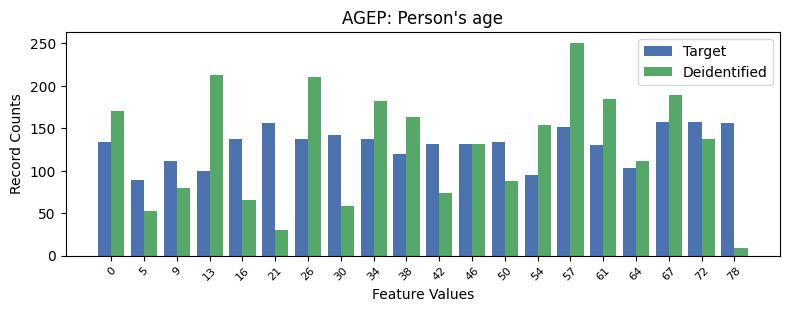 AGEP: Person's age
Record Counts
250
200
150
100
50
0
Target
Deidentified
0 5 9 13 16 21 26 30 34 38 42 46 50 54 57 61 64 67 72 78
Feature Values